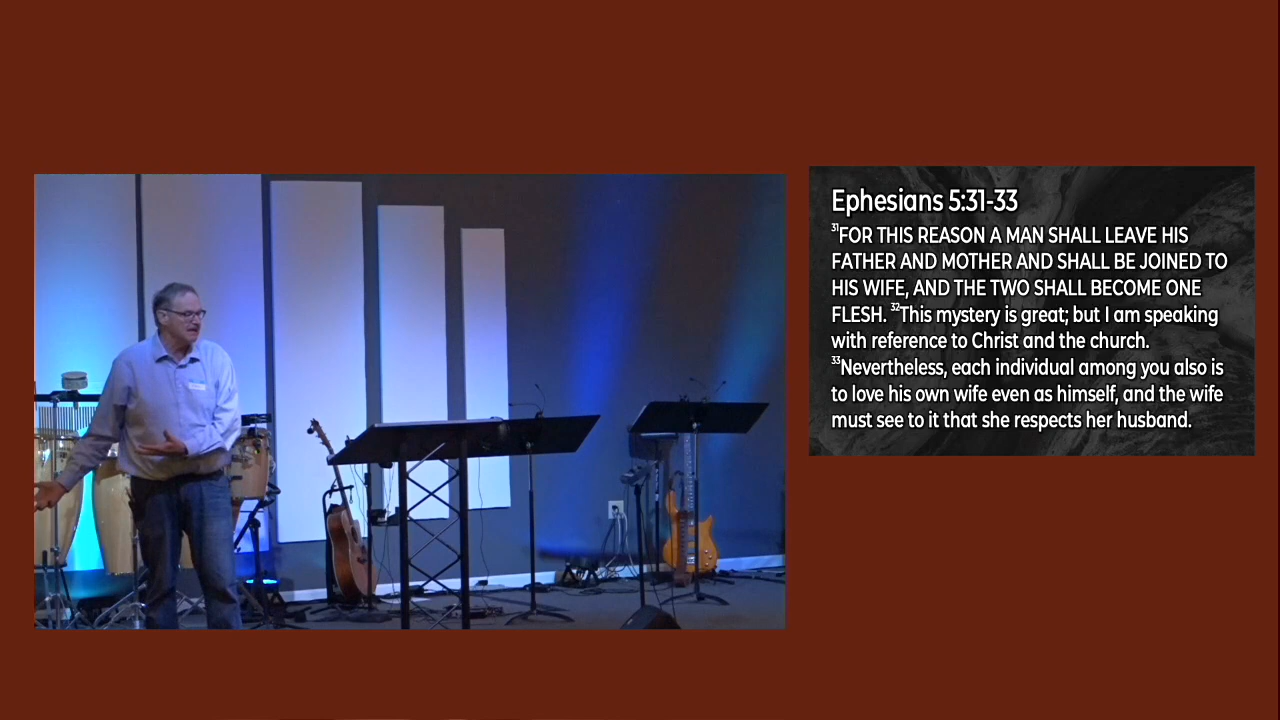 Ephesians 5:31-33
31FOR THIS REASON A MAN SHALL LEAVE HIS
FATHER AND MOTHER AND SHALL BE JOINED TO
HIS WIFE, AND THE TWO SHALL BECOME ONE
FLESH. 32This mystery is great; but I am speaking
with reference to Christ and the church.
33Nevertheless, each individual among you also is
to love his own wife even as himself, and the wife
must see to it that she respects her husband.